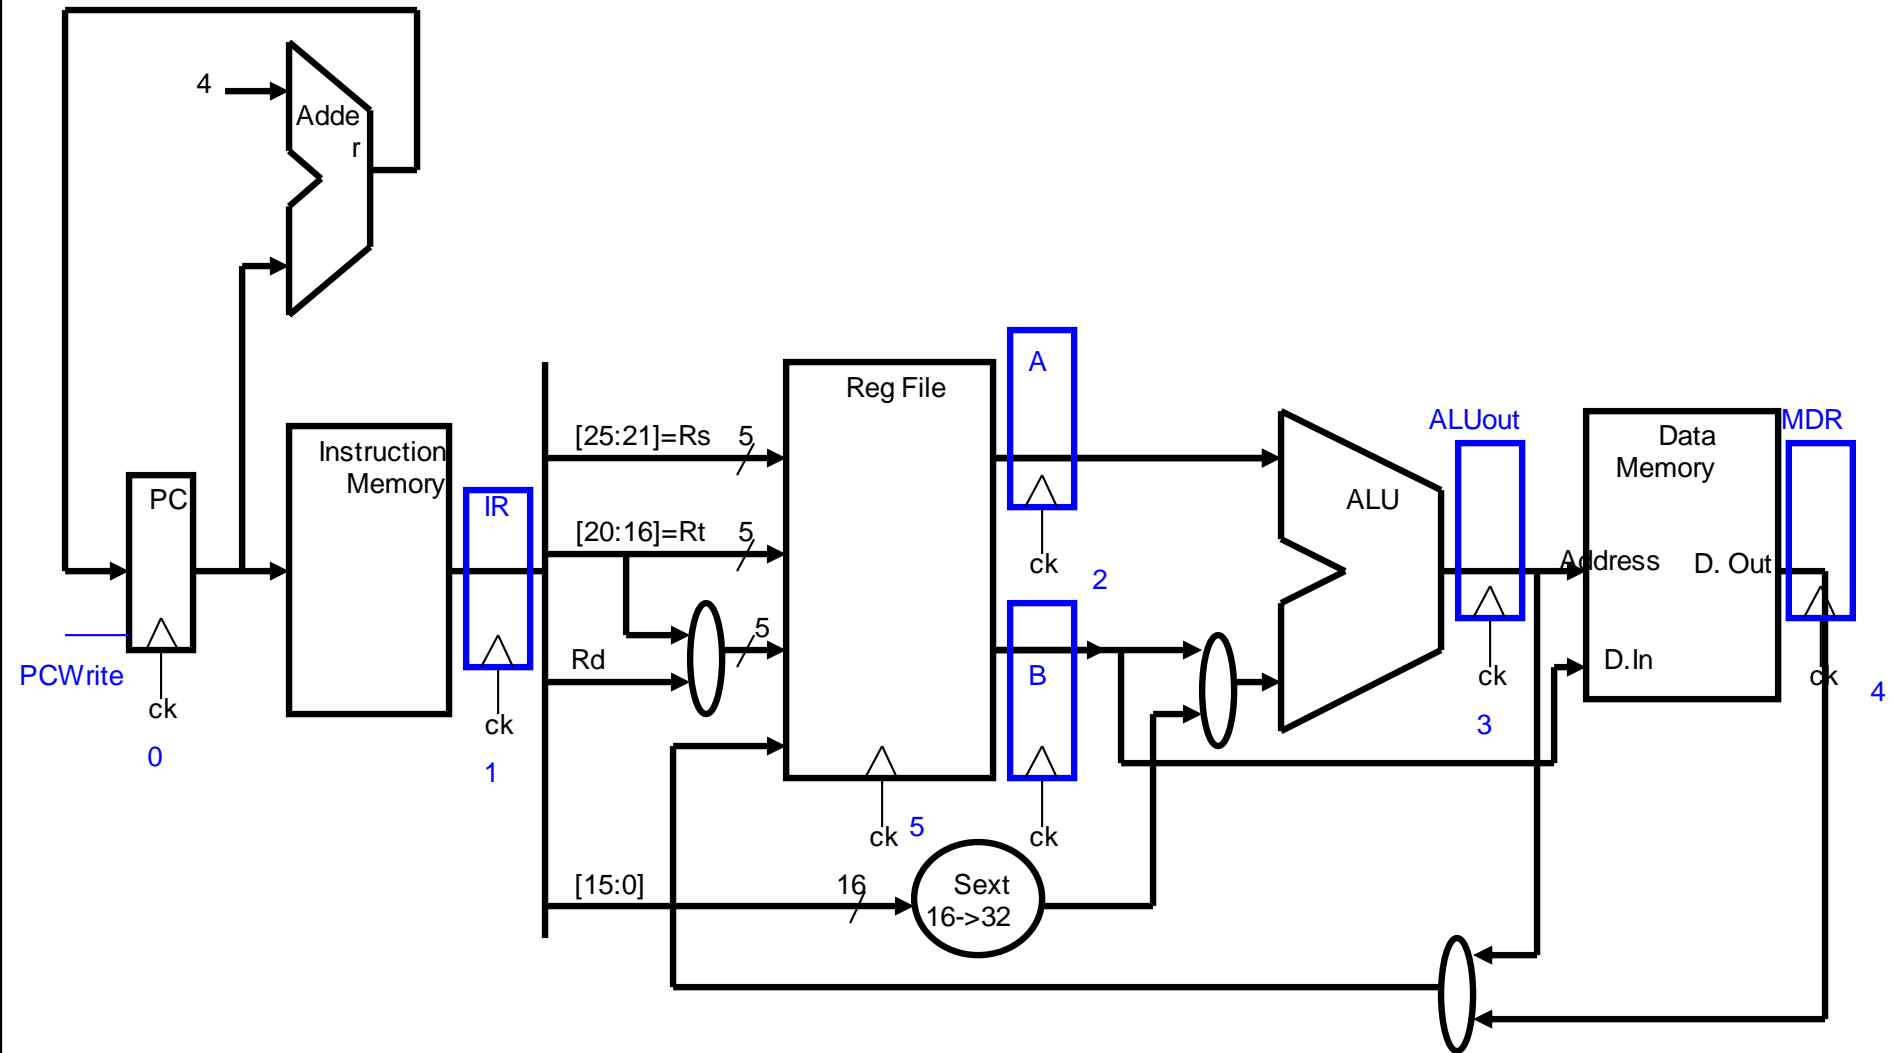 4
Adde
r
A
Reg File
[25:21]=Rs
5
ALUout
MDR
Instruction
Memory
Data
Memory
PC
IR
ALU
[20:16]=Rt
5
ck
2
Address
D. Out
5
Rd
B
D.In
PCWrite
ck
ck
4
ck
ck
3
0
1
ck
5
ck
[15:0]
16
Sext
16->32